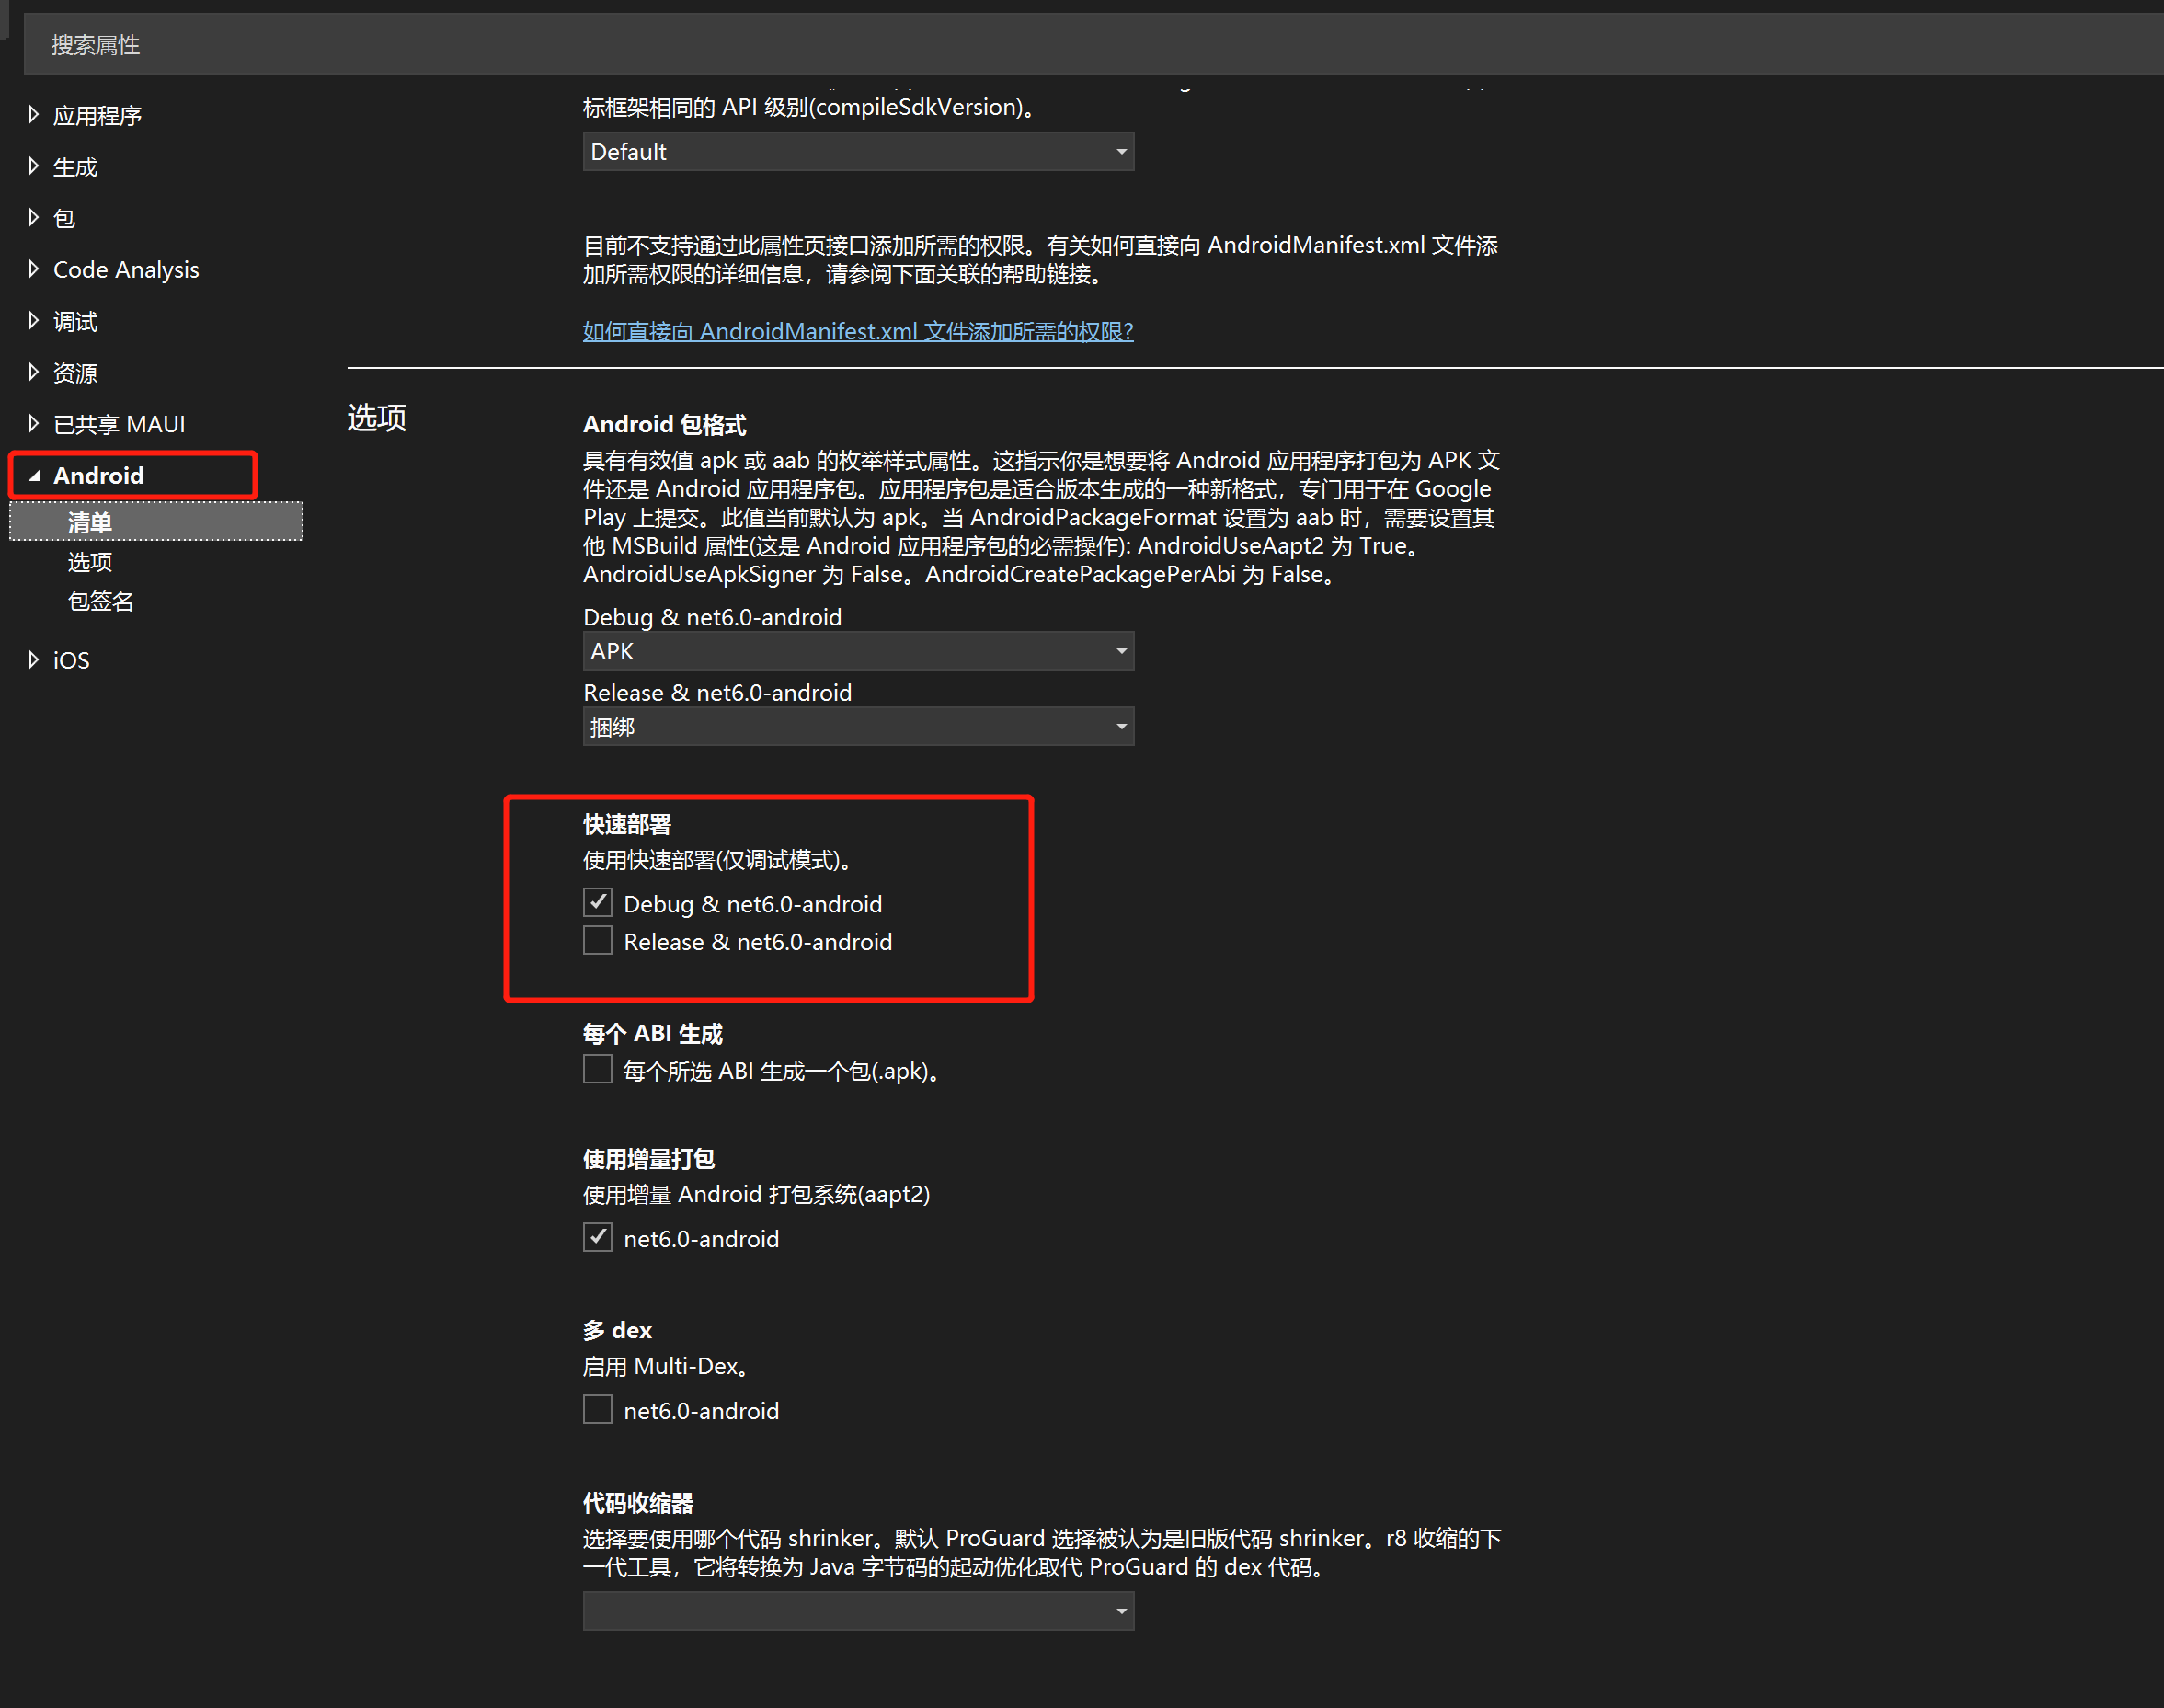 搜索属性
应用程序
生成
包
Code Analysis
调试
资源
已共享 MAUI
Android
清单
选项
包签名
iOS
标框架相同的 API 级别(compileSdkVersion)。
Default
目前不支持通过此属性页接口添加所需的权限。有关如何直接向 AndroidManifest.xml 文件添
加所需权限的详细信息，请参阅下面关联的帮助链接。
如何直接向 AndroidManifest.xml 文件添加所需的权限?
选项
Android 包格式
具有有效值 apk 或 aab 的枚举样式属性。这指示你是想要将 Android 应用程序打包为 APK 文
件还是 Android 应用程序包。应用程序包是适合版本生成的一种新格式，专门用于在 Google
Play 上提交。此值当前默认为 apk。当 AndroidPackageFormat 设置为 aab 时，需要设置其
他 MSBuild 属性(这是 Android 应用程序包的必需操作): AndroidUseAapt2 为 True。
AndroidUseApkSigner 为 False。AndroidCreatePackagePerAbi 为 False。
Debug & net6.0-android
APK
Release & net6.0-android
捆绑
快速部署
使用快速部署(仅调试模式)。
Debug & net6.0-android
Release & net6.0-android
每个 ABI 生成
每个所选 ABI 生成一个包(.apk)。
使用增量打包
使用增量 Android 打包系统(aapt2)
net6.0-android
多 dex
启用 Multi-Dex。
net6.0-android
代码收缩器
选择要使用哪个代码 shrinker。默认 ProGuard 选择被认为是旧版代码 shrinker。r8 收缩的下
一代工具，它将转换为 Java 字节码的起动优化取代 ProGuard 的 dex 代码。